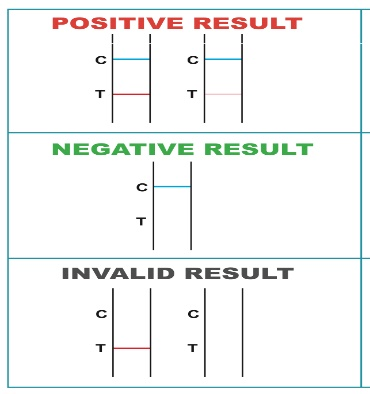 POSITIVE RESULT
C C
T T
NEGATIVE RESULT
C
T
INVALID RESULT
C C
T T